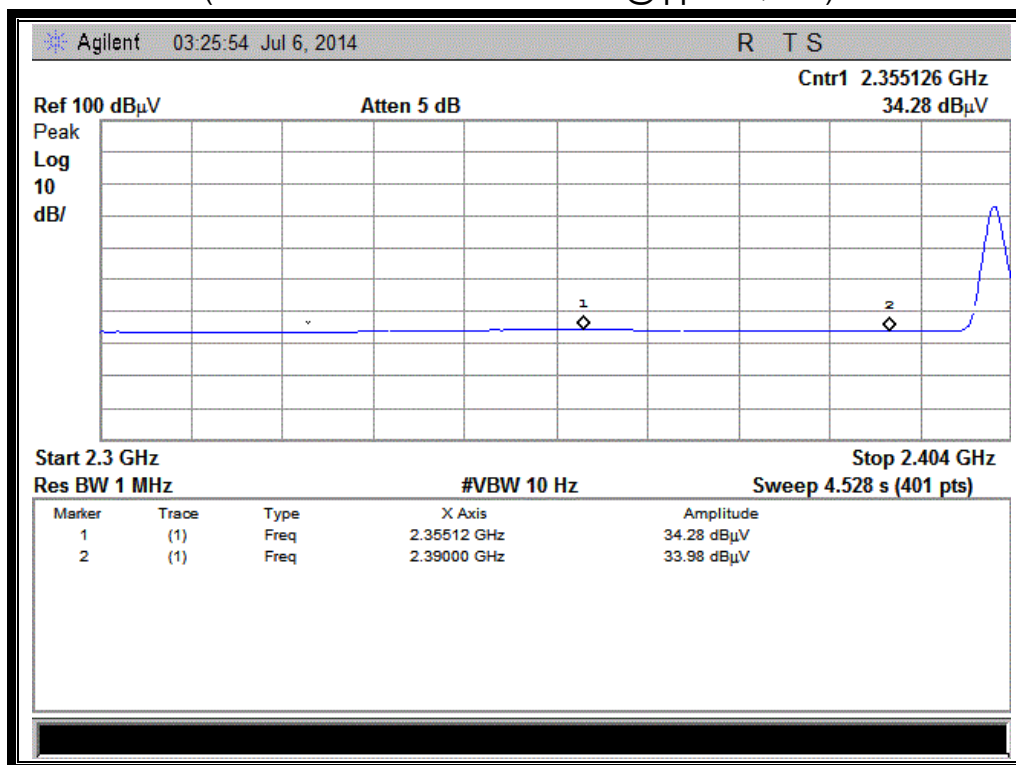 Agilent 03:25:54 Jul 6, 2014 R T S
Cntr1 2.355126 GHz
Ref 100 dBµV Atten 5 dB 34.28 dBµV
Peak
Log
10
dB/
1 2
Start 2.3 GHz Stop 2.404 GHz
Res BW 1 MHz #VBW 10 Hz Sweep 4.528 s (401 pts)
Marker Trace Type X Axis Amplitude
1 (1) Freq 2.35512 GHz 34.28 dBµV
2 (1) Freq 2.39000 GHz 33.98 dBµV